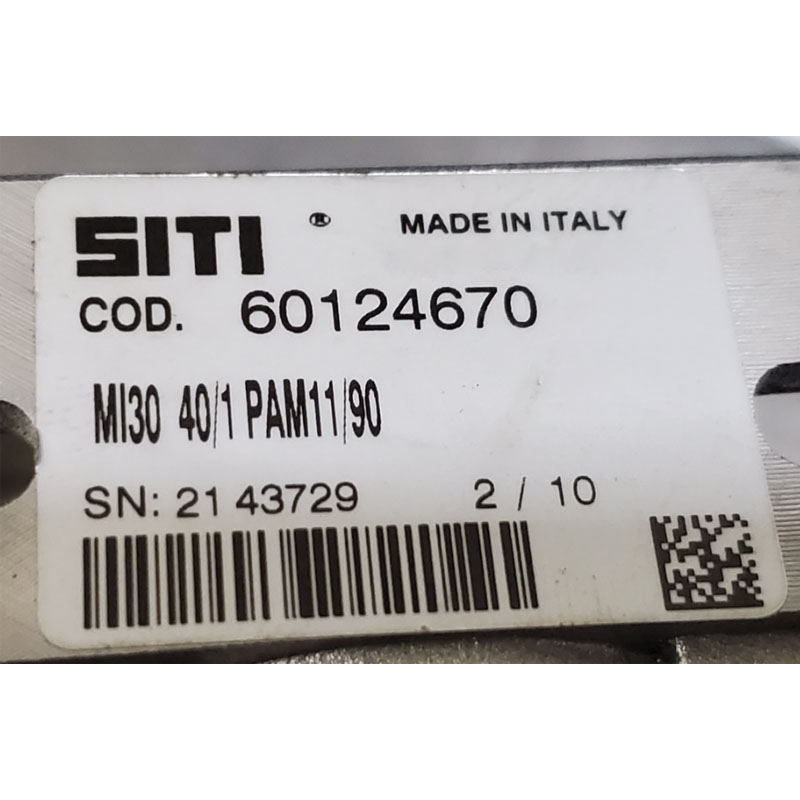 SITI ® MADE IN ITALY
COD. 60124670
MI30 40/1 PAM11/90
SN: 21 43729 2 / 10